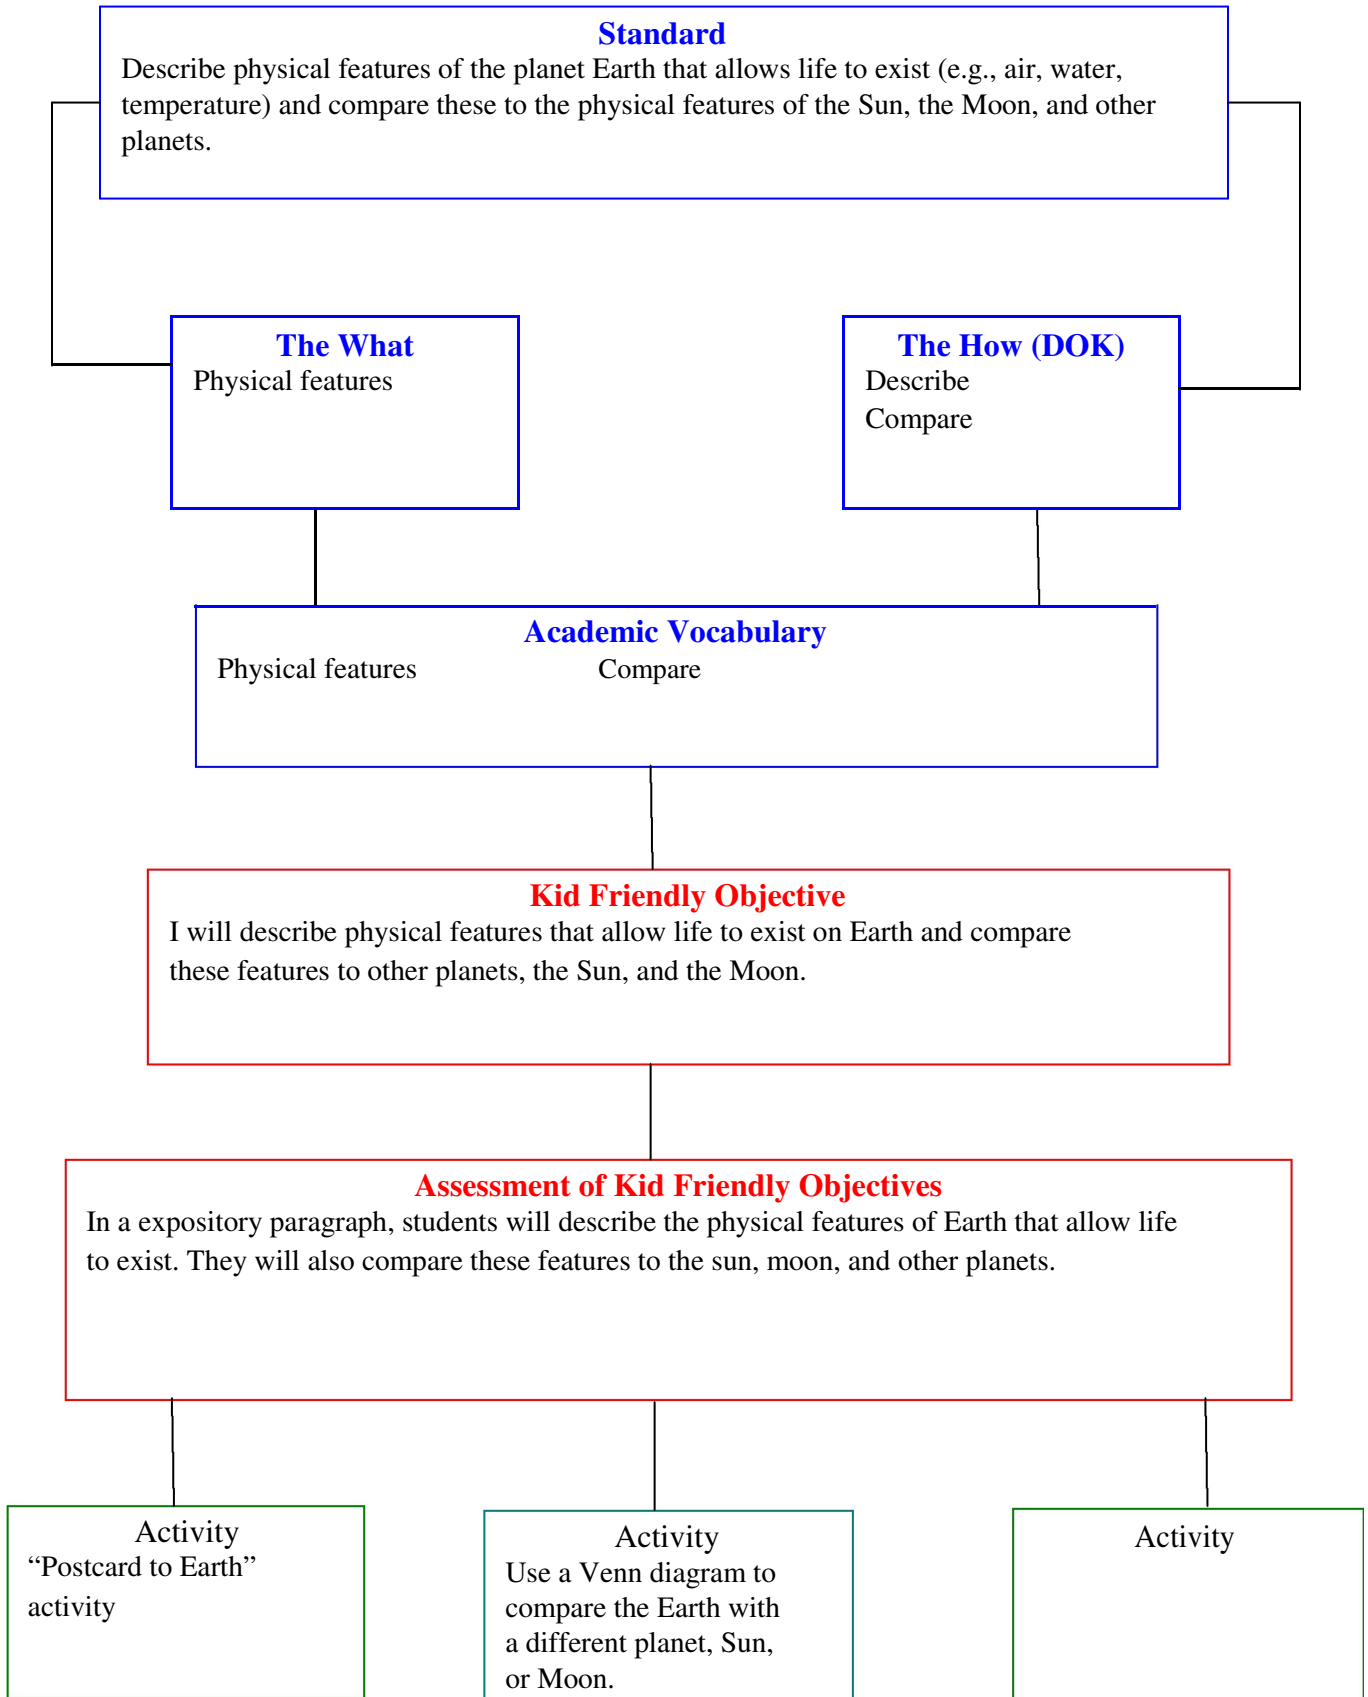 Standard
Describe physical features of the planet Earth that allows life to exist (e.g., air, water,
temperature) and compare these to the physical features of the Sun, the Moon, and other
planets.
The What
Physical features
The How (DOK)
Describe
Compare
Academic Vocabulary
Physical features Compare
Kid Friendly Objective
I will describe physical features that allow life to exist on Earth and compare
these features to other planets, the Sun, and the Moon.
Assessment of Kid Friendly Objectives
In a expository paragraph, students will describe the physical features of Earth that allow life
to exist. They will also compare these features to the sun, moon, and other planets.
Activity
“Postcard to Earth”
activity
Activity
Use a Venn diagram to
compare the Earth with
a different planet, Sun,
or Moon.
Activity